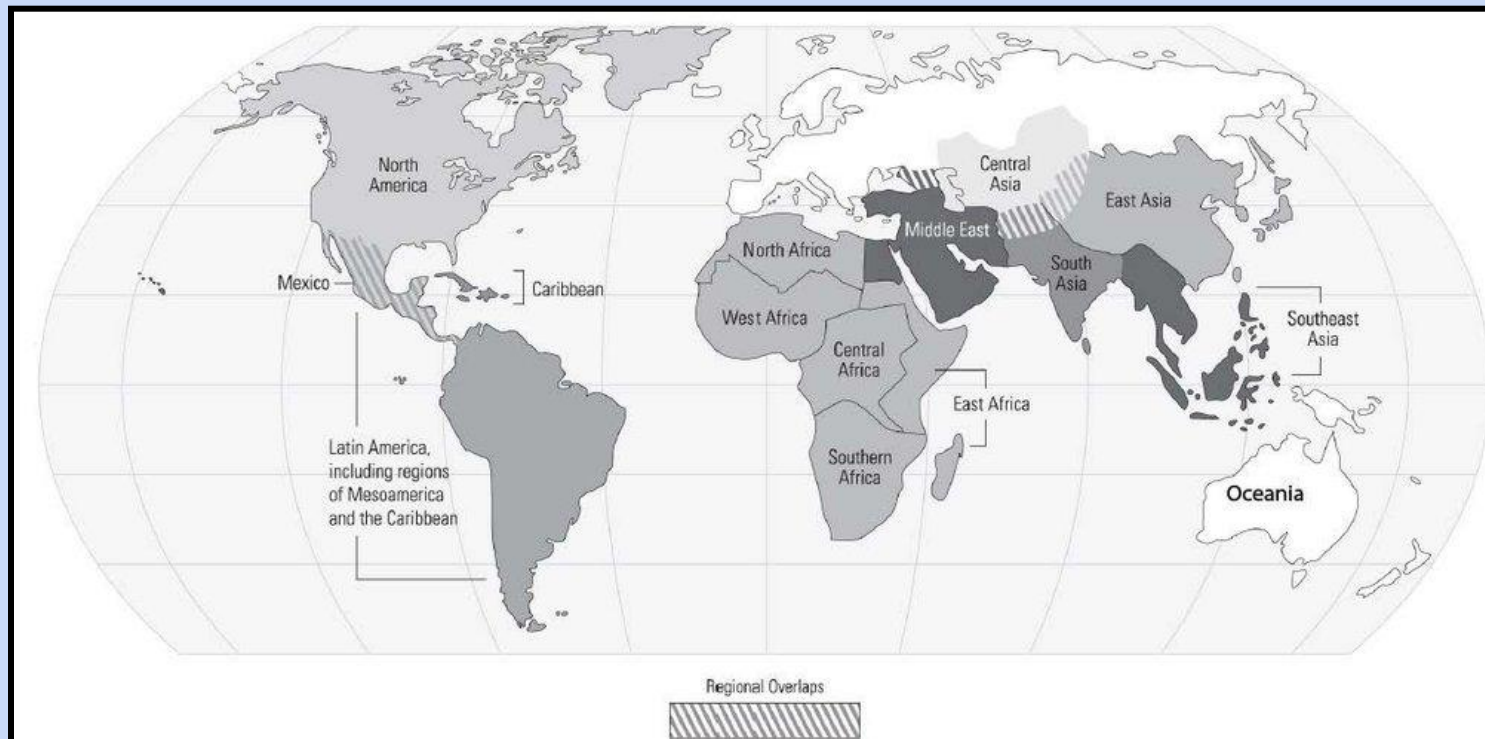 North
America
Mexico
Caribbean
Latin America,
including regions
of Mesoamerica
and the Caribbean
North Africa
West Africa
Central
Africa
East Africa
Southern
Africa
Middle East
Central
Asia
East Asia
South
Asia
Southeast
Asia
Oceania
Regional Overlaps